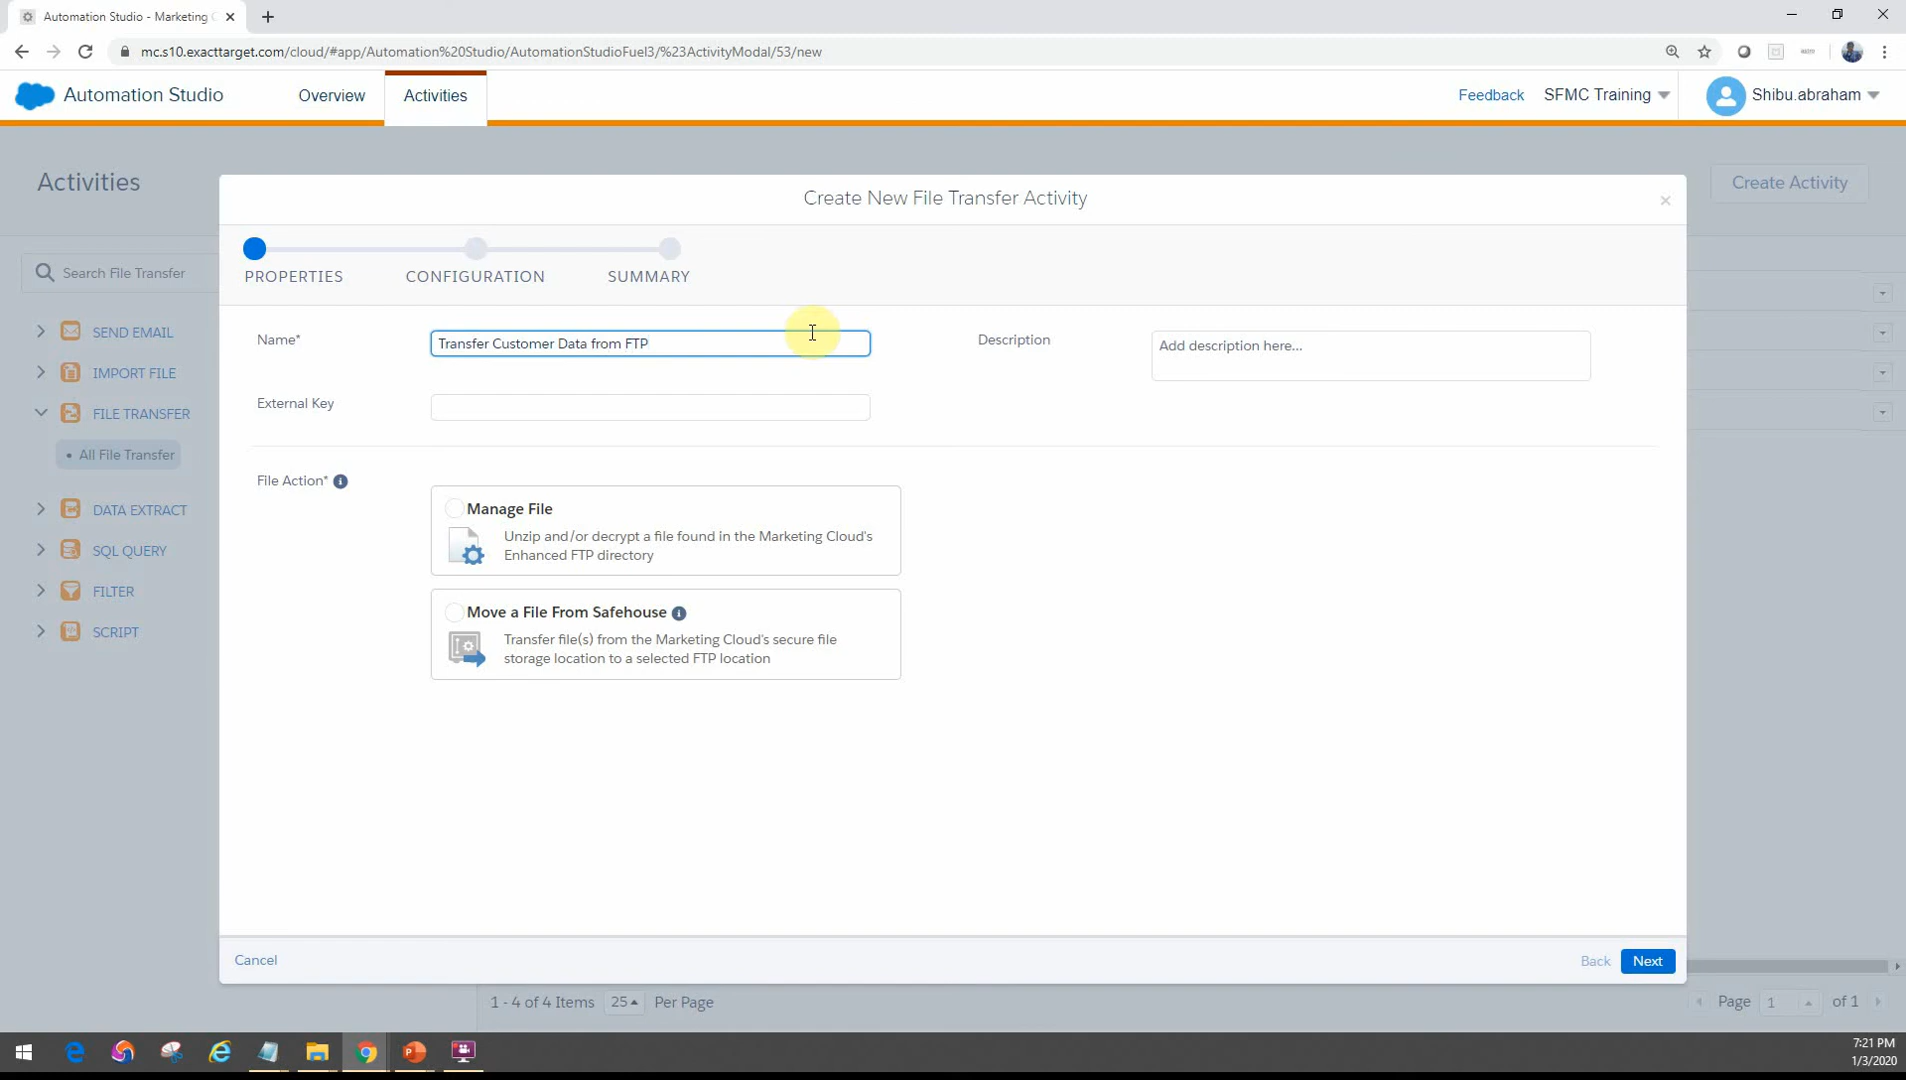 Automation Studio - Marketing C
mc.s10.exacttarget.com/cloud/#app/Automation%20Studio/AutomationStudioFuel3/%23ActivityModal/53/new
Automation Studio
Overview
Activities
Feedback
SFMC Training
Shibu.abraham
Activities
Create Activity
Create New File Transfer Activity
PROPERTIES
CONFIGURATION
SUMMARY
Search File Transfer
SEND EMAIL
IMPORT FILE
FILE TRANSFER
• All File Transfer
DATA EXTRACT
SQL QUERY
FILTER
SCRIPT
Name*
Transfer Customer Data from FTP
Description
Add description here...
External Key
File Action*
Manage File
Unzip and/or decrypt a file found in the Marketing Cloud's
Enhanced FTP directory
Move a File From Safehouse
Transfer file(s) from the Marketing Cloud's secure file
storage location to a selected FTP location
Cancel
Back
Next
1 - 4 of 4 Items
25
Per Page
Page
1
of 1
7:21 PM
1/3/2020